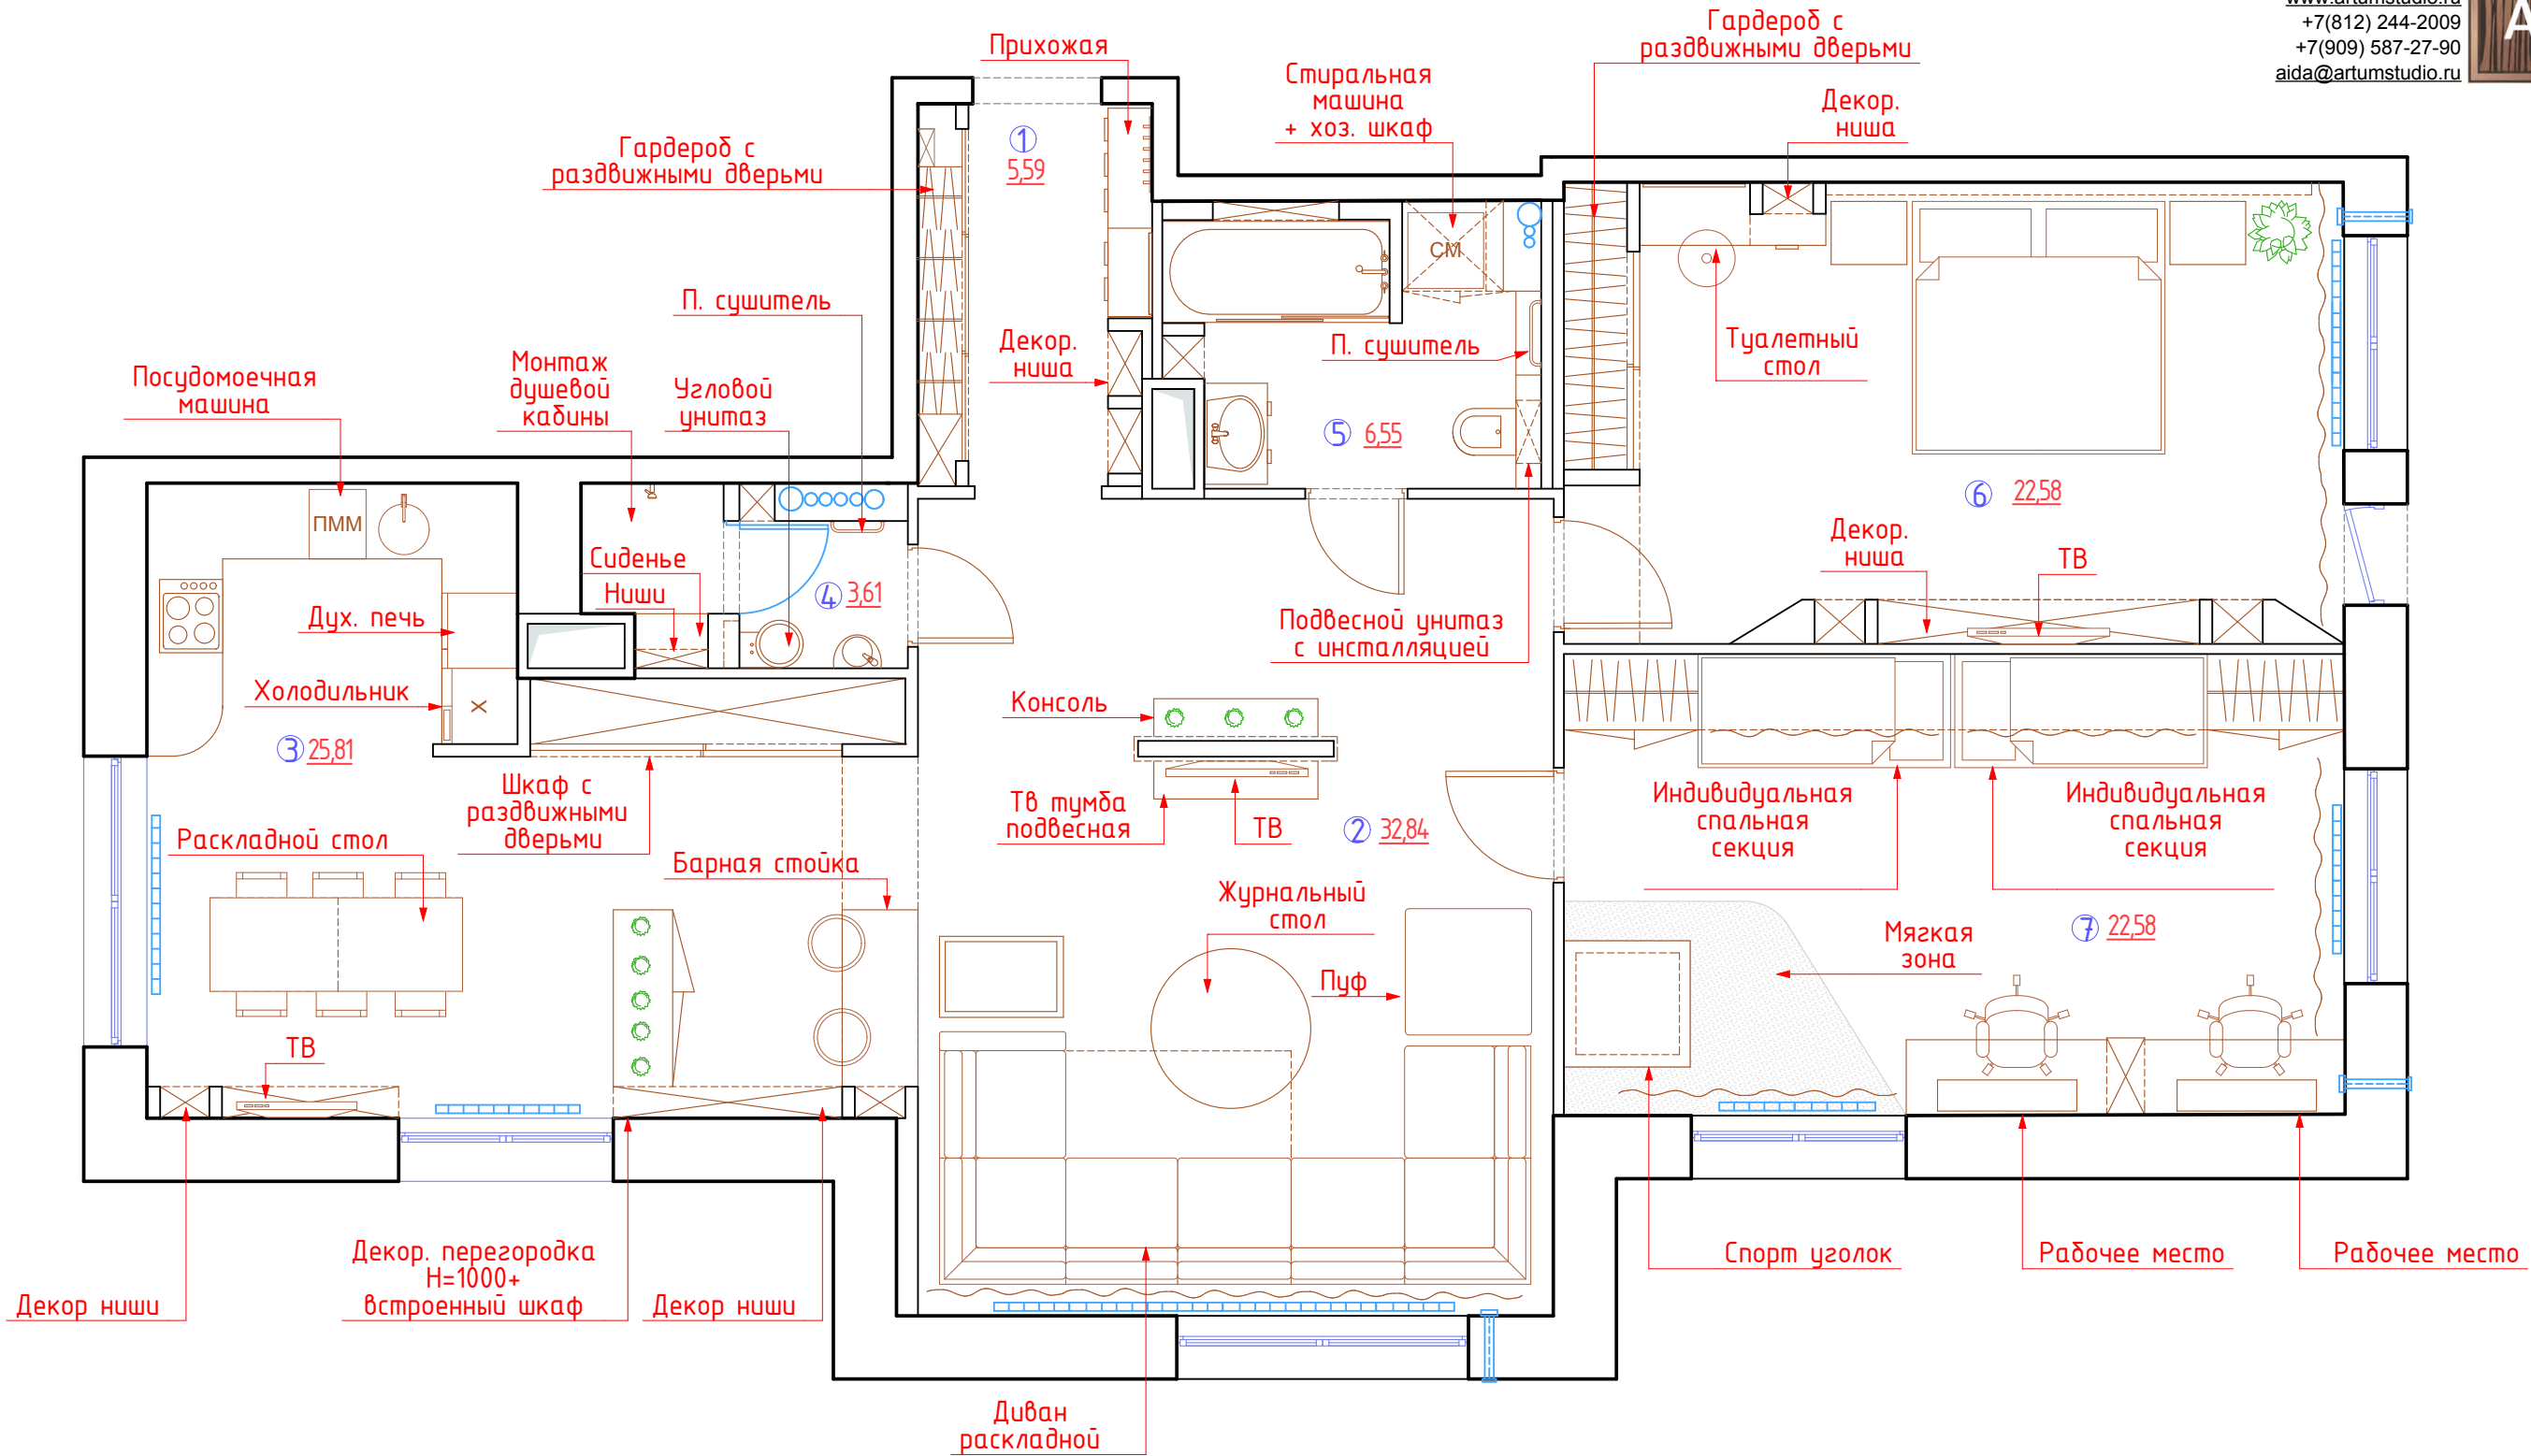 www.artumstudio.ru
+7(812) 244-2009
+7(909) 587-27-90
aida@artumstudio.ru
Прихожая
Гардероб с
раздвижными дверьми
Стиральная
машина
+ хоз. шкаф
Декор.
ниша
Гардероб с
раздвижными дверьми
1
5,59
СМ
П. сушитель
Декор.
ниша
П. сушитель
Туалетный
стол
Посудомоечная
машина
Монтаж
душевой
кабины
Угловой
унитаз
5 6,55
6 22,58
ПММ
Декор.
ниша
ТВ
Сиденье
Ниши
4 3,61
Дух. печь
Подвесной унитаз
с инсталляцией
Холодильник
X
Консоль
3 25,81
Шкаф с
раздвижными
дверьми
Тв тумба
подвесная
ТВ
2 32,84
Индивидуальная
спальная
секция
Индивидуальная
спальная
секция
Раскладной стол
Барная стойка
Журнальный
стол
Пуф
Мягкая
зона
7 22,58
ТВ
Декор ниши
Декор. перегородка
H=1000+
встроенный шкаф
Декор ниши
Спорт уголок
Рабочее место
Рабочее место
Диван
раскладной